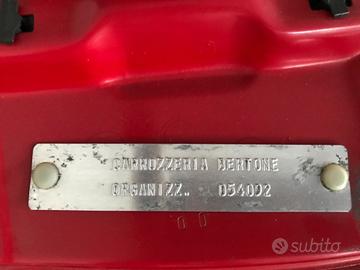 CARROZZERIA BERTONE
ORGANIZZ. 054092
subito